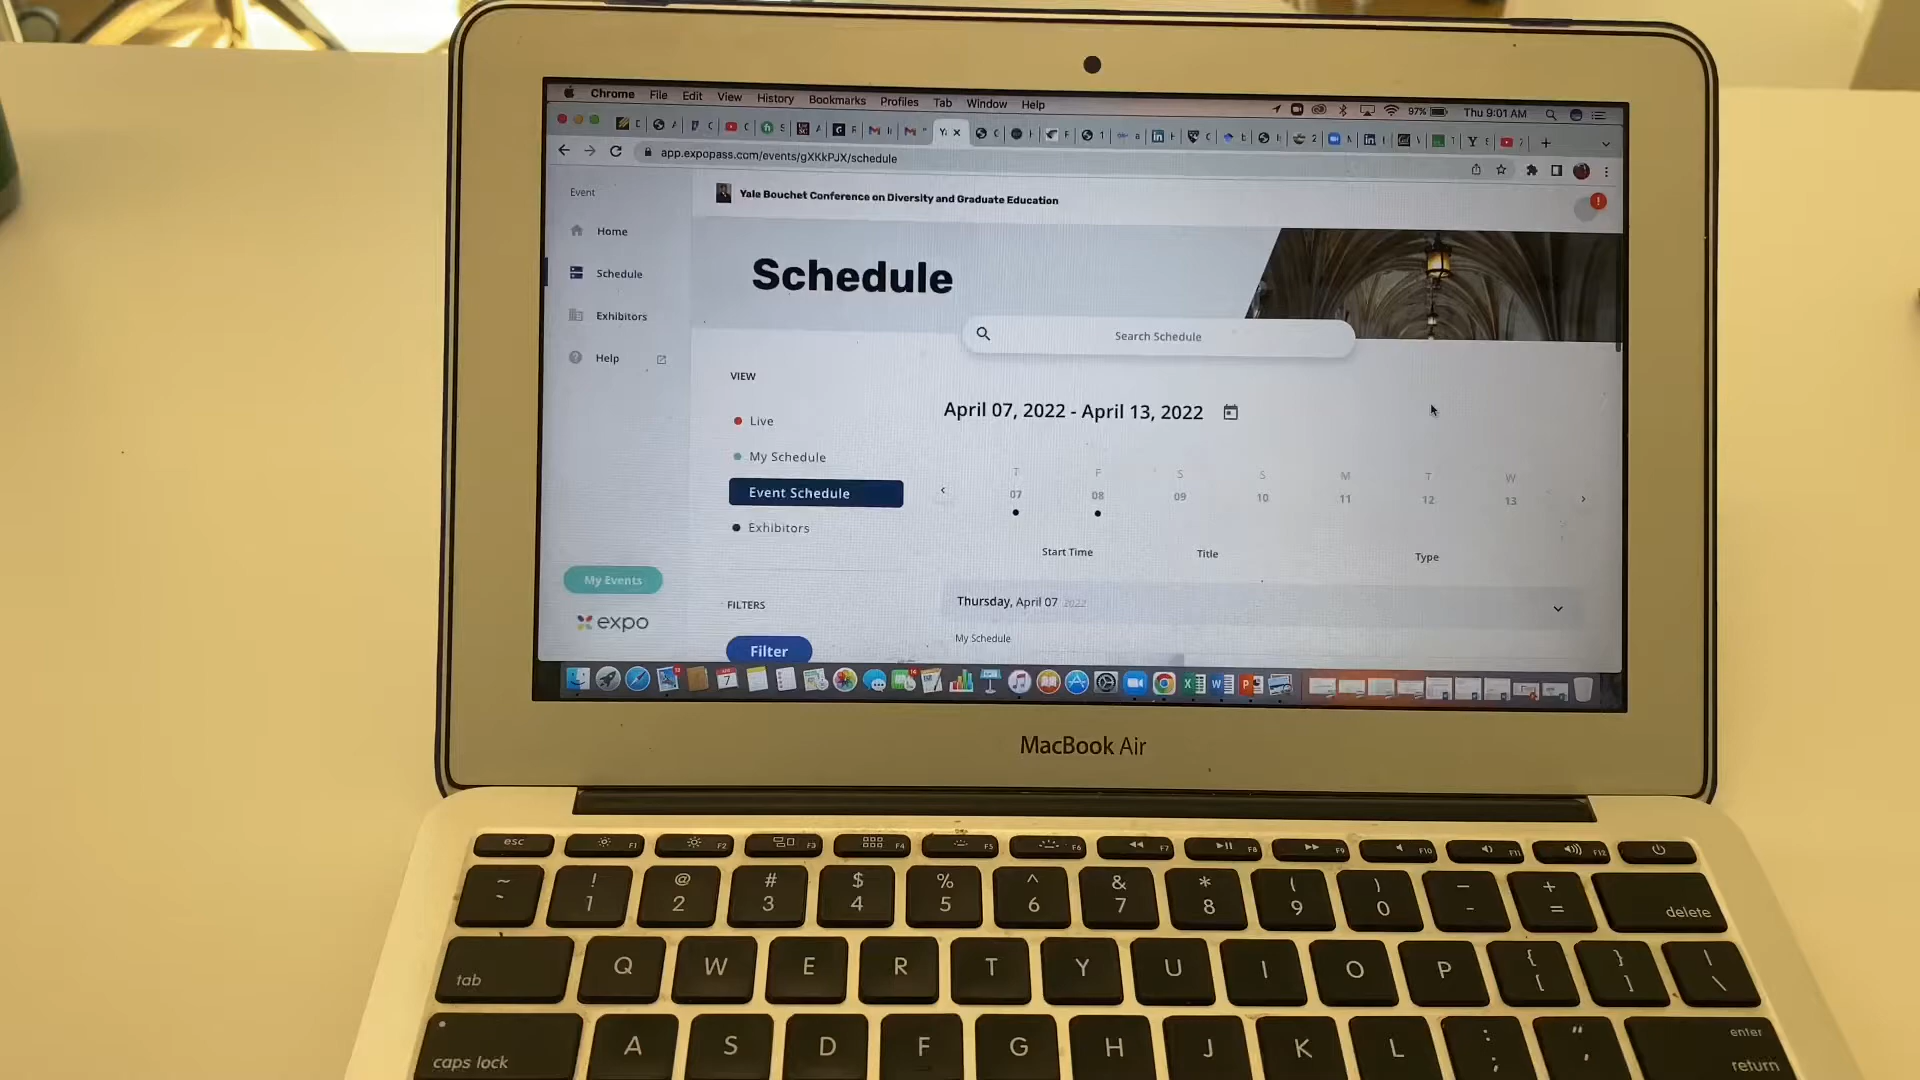 Chrome File Edit View History Bookmarks Profiles Tab Window Help 97% Thu 9:01 AM
app.expopass.com/events/gXKkPJX/schedule
Event
Yale Bouchet Conference on Diversity and Graduate Education
Home
Schedule
Exhibitors
Help
My Events
expo
Schedule
Search Schedule
VIEW
Live
My Schedule
Event Schedule
Exhibitors
FILTERS
Filter
April 07, 2022 - April 13, 2022
T F S S M T W
07 08 09 10 11 12 13
Start Time Title Type
Thursday, April 07 2022
My Schedule
MacBook Air
esc F1 F2 F3 F4 F5 F6 F7 F8 F9 F10 F11 F12
~ ! @ # $ % ^ & * ( ) — +
1 2 3 4 5 6 7 8 9 0 - = delete
tab Q W E R T Y U I O P { [ } ] | \
caps lock A S D F G H J K L : ; " ' enter return